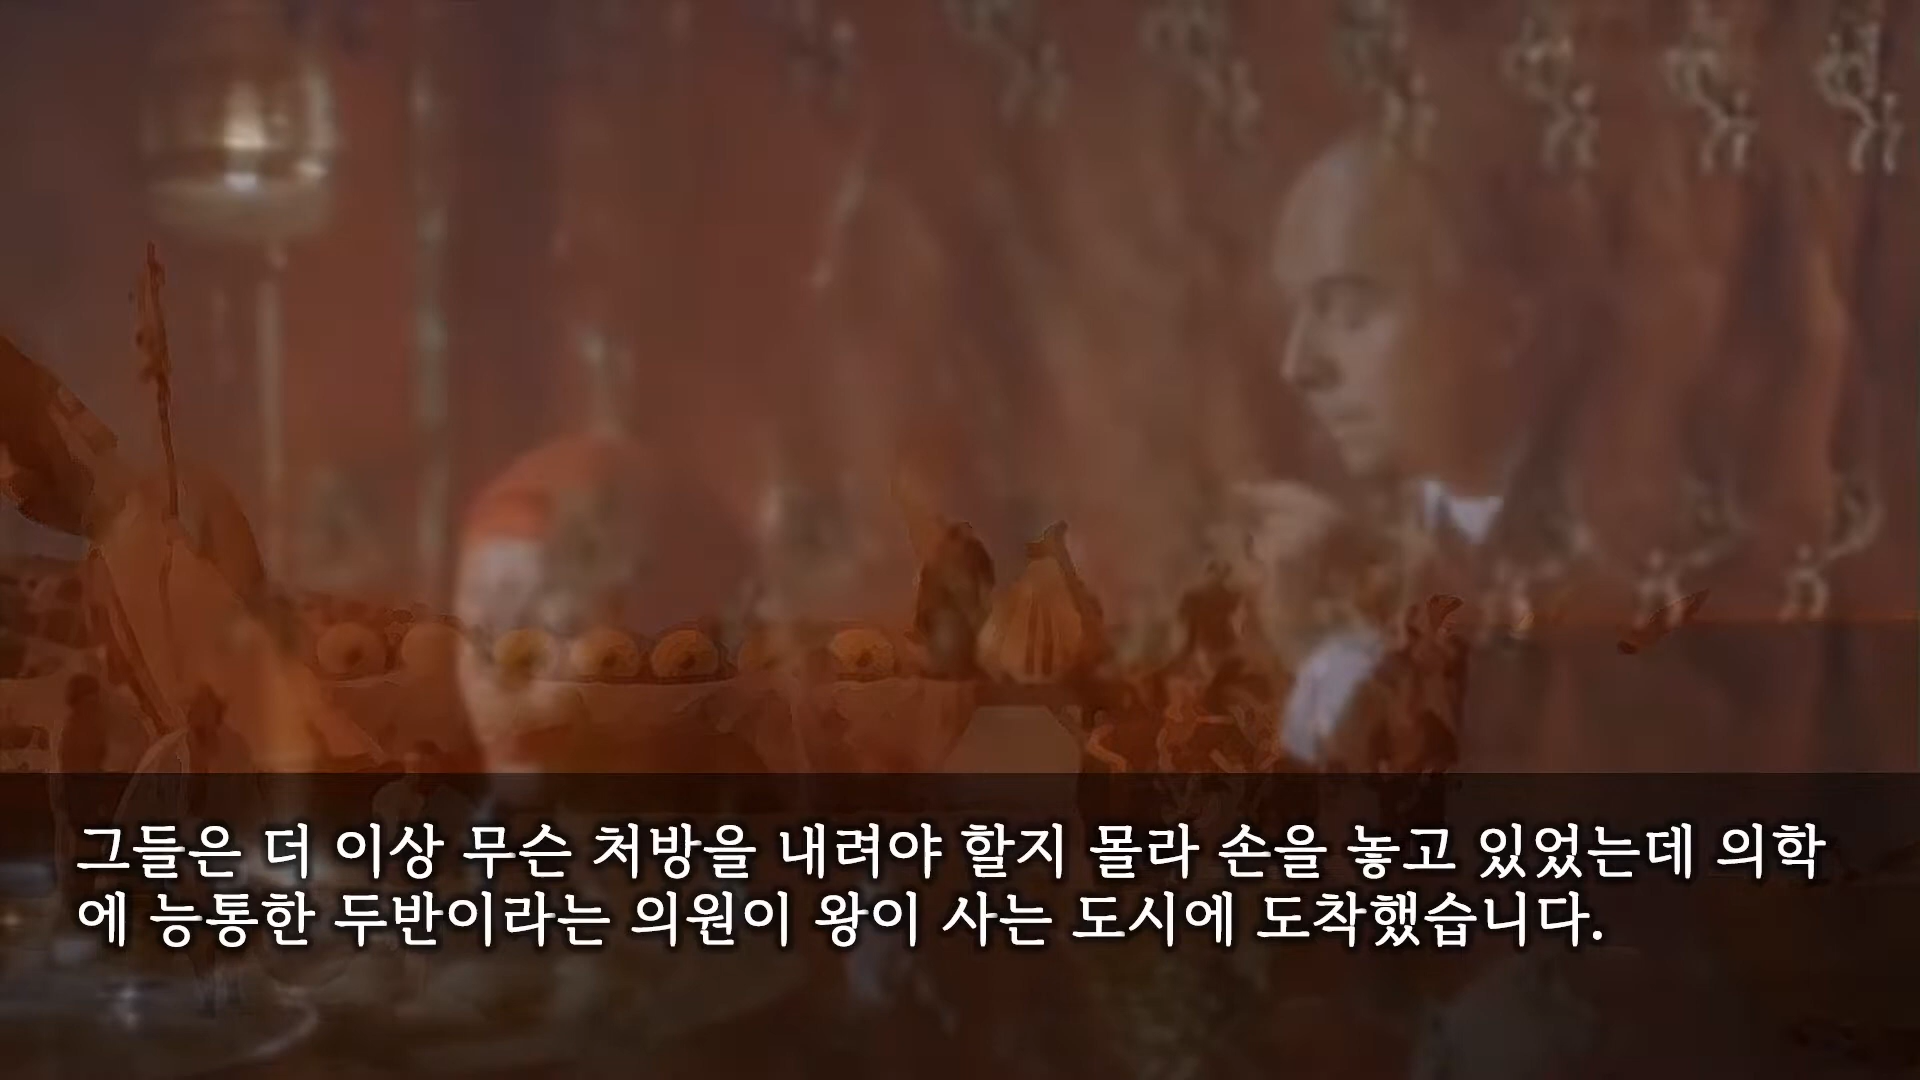 그들은 더 이상 무슨 처방을 내려야 할지 몰라 손을 놓고 있었는데 의학
에 능통한 두반이라는 의원이 왕이 사는 도시에 도착했습니다.